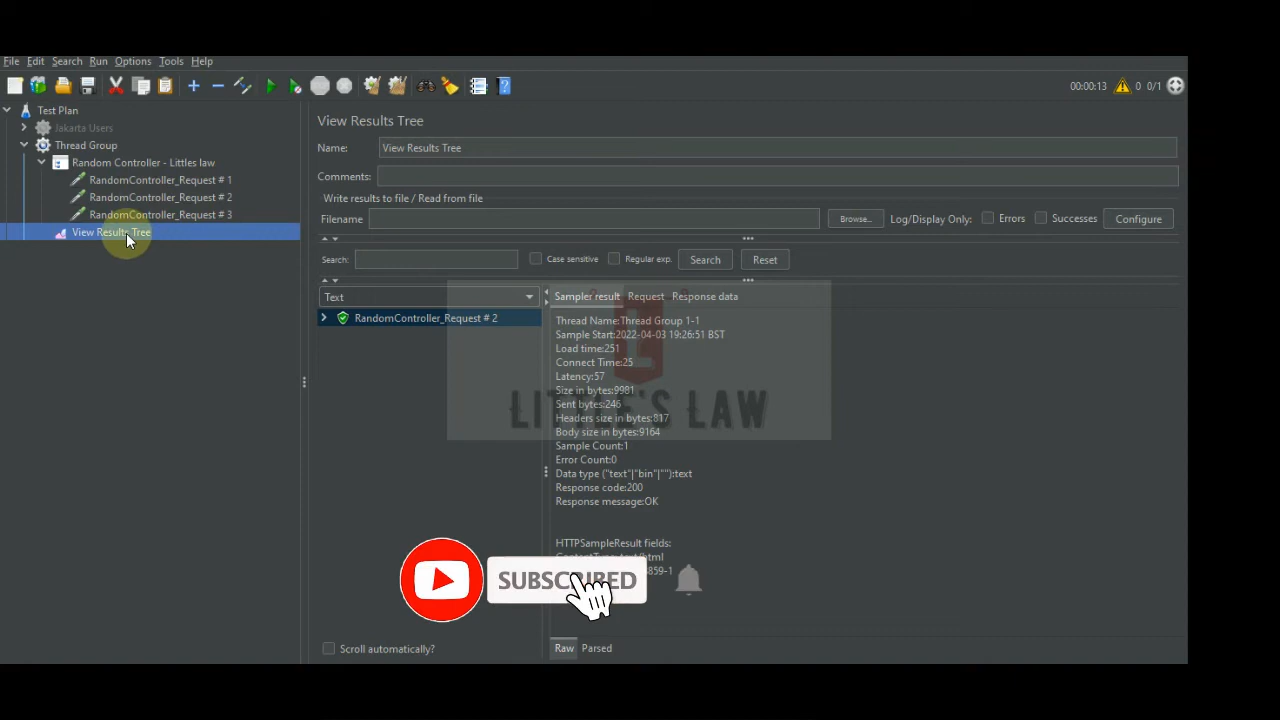 File Edit Search Run Options Tools Help
00:00:13 0 0/1
Test Plan
Jakarta Users
Thread Group
Random Controller - Littles law
RandomController_Request # 1
RandomController_Request # 2
RandomController_Request # 3
View Results Tree
View Results Tree
Name: View Results Tree
Comments:
Write results to file / Read from file
Filename Browse... Log/Display Only: Errors Successes Configure
Search: Case sensitive Regular exp. Search Reset
Text
RandomController_Request # 2
Sampler result Request Response data
Thread Name:Thread Group 1-1
Sample Start:2022-04-03 19:26:51 BST
Load time:251
Connect Time:25
Latency:57
Size in bytes:9981
Sent bytes:246
Headers size in bytes:817
Body size in bytes:9164
Sample Count:1
Error Count:0
Data type ("text"|"bin"|""):text
Response code:200
Response message:OK
HTTPSampleResult fields:
859-1
LITTLE'S LAW
SUBSCRIBED
Scroll automatically?
Raw Parsed